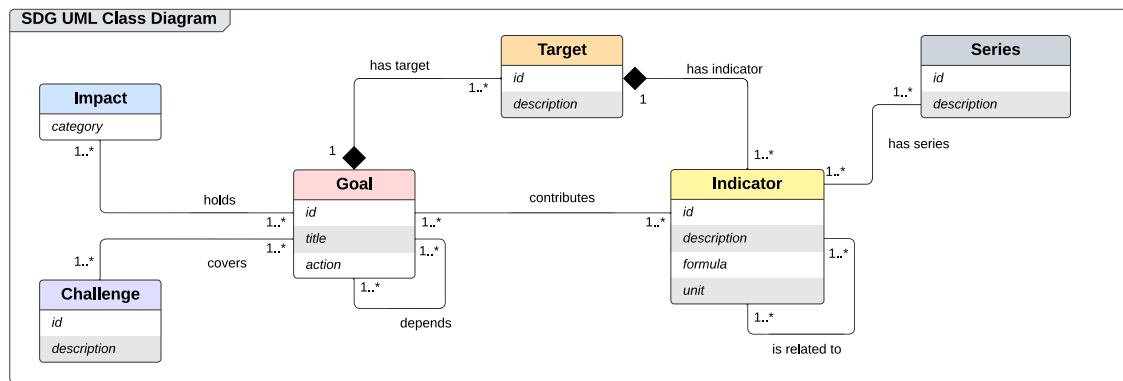 SDG UML Class Diagram
Target
id
description
Series
id
description
has target
1..*
has indicator
1
1..*
has series
1..*
Impact
category
1..*
holds
1..*
1
Goal
id
title
action
contributes
1..*
1..*
1..*
Indicator
id
description
formula
unit
1..*
covers
1..*
Challenge
id
description
1..*
1..*
depends
1..*
1..*
is related to